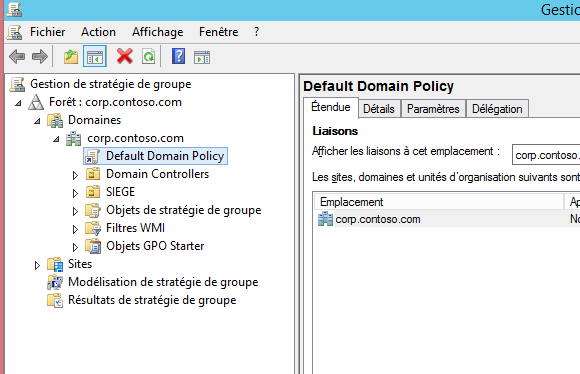 Gestio
Fichier Action Affichage Fenêtre ?
Gestion de stratégie de groupe
Forêt : corp.contoso.com
Domaines
corp.contoso.com
Default Domain Policy
Domain Controllers
SIEGE
Objets de stratégie de groupe
Filtres WMI
Objets GPO Starter
Sites
Modélisation de stratégie de groupe
Résultats de stratégie de groupe
Default Domain Policy
Étendue Détails Paramètres Délégation
Liaisons
Afficher les liaisons à cet emplacement : corp.contoso.
Les sites, domaines et unités d'organisation suivants sont
Emplacement Ap
corp.contoso.com No